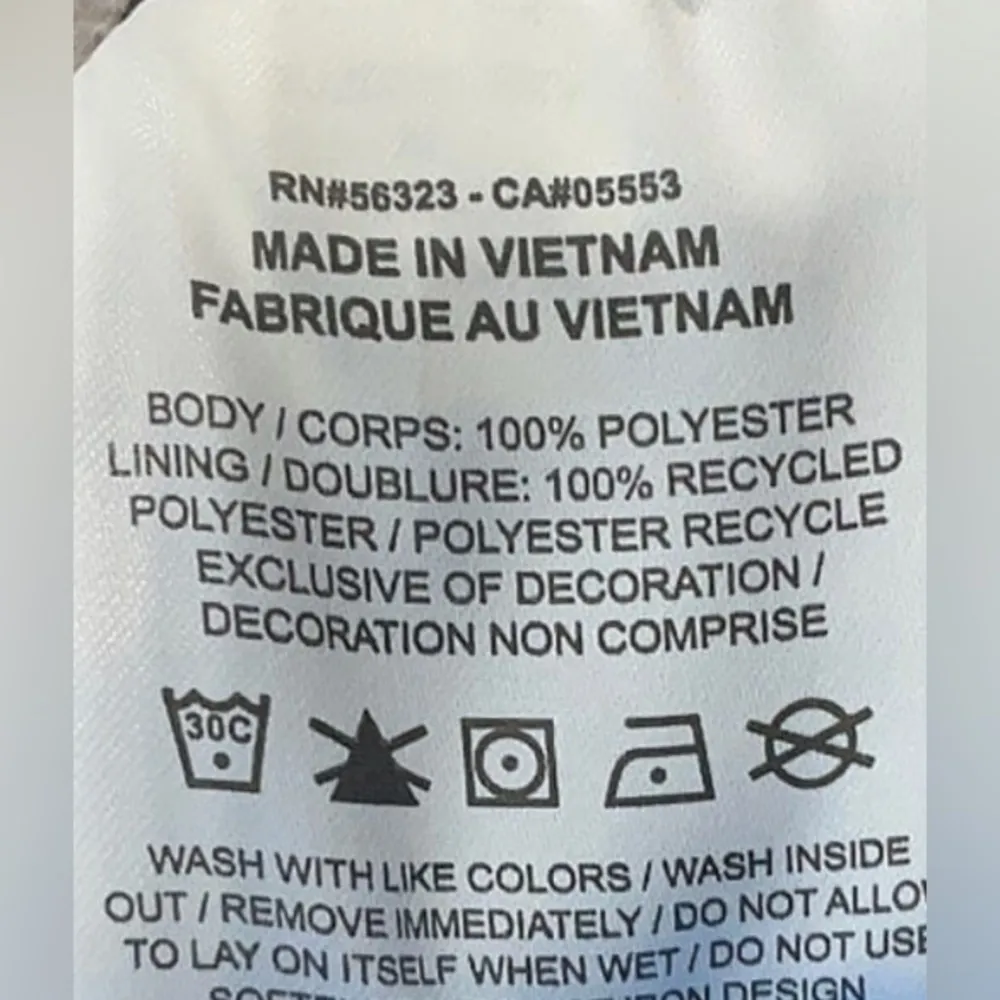 RN#56323 - CA#05553
MADE IN VIETNAM
FABRIQUE AU VIETNAM
BODY / CORPS: 100% POLYESTER
LINING / DOUBLURE: 100% RECYCLED
POLYESTER / POLYESTER RECYCLE
EXCLUSIVE OF DECORATION /
DECORATION NON COMPRISE
30C
WASH WITH LIKE COLORS / WASH INSIDE
OUT / REMOVE IMMEDIATELY / DO NOT
TO LAY ON ITSELF WHEN WET / DO NOT USE
DESIGN